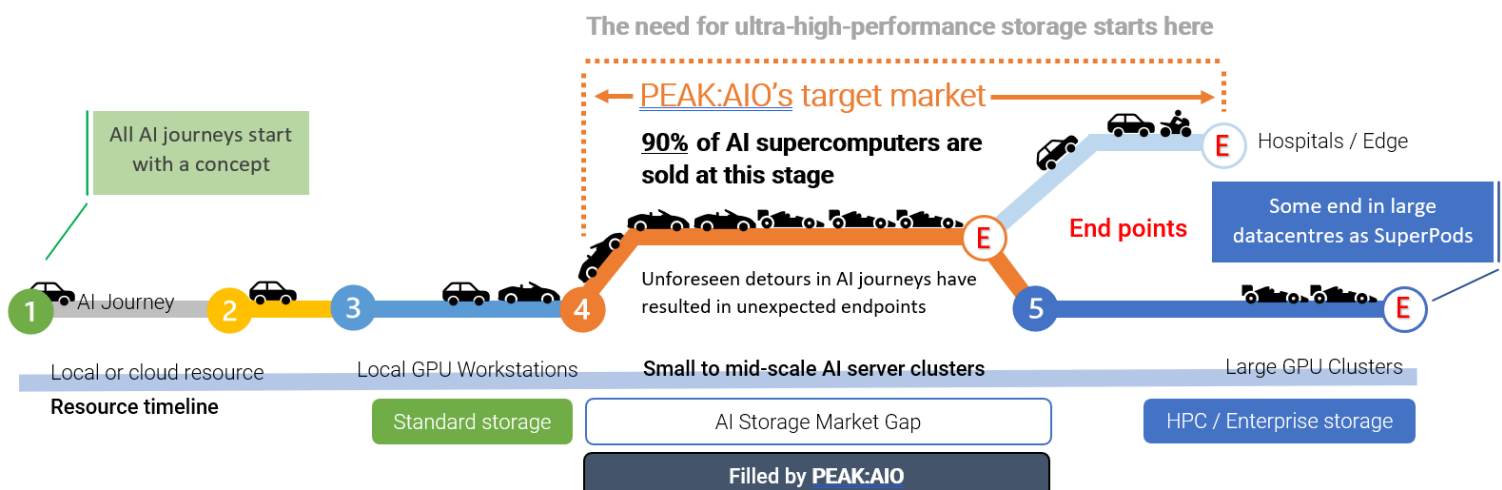 The need for ultra-high-performance storage starts here
PEAK:AIO's target market
All AI journeys start
with a concept
90% of AI supercomputers are
sold at this stage
E
Hospitals / Edge
Some end in large
datacentres as SuperPods
E
End points
Unforeseen detours in AI journeys have
resulted in unexpected endpoints
1
AI Journey
2
3
4
5
E
Local or cloud resource
Local GPU Workstations
Small to mid-scale AI server clusters
Large GPU Clusters
Resource timeline
Standard storage
AI Storage Market Gap
HPC / Enterprise storage
Filled by PEAK:AIO